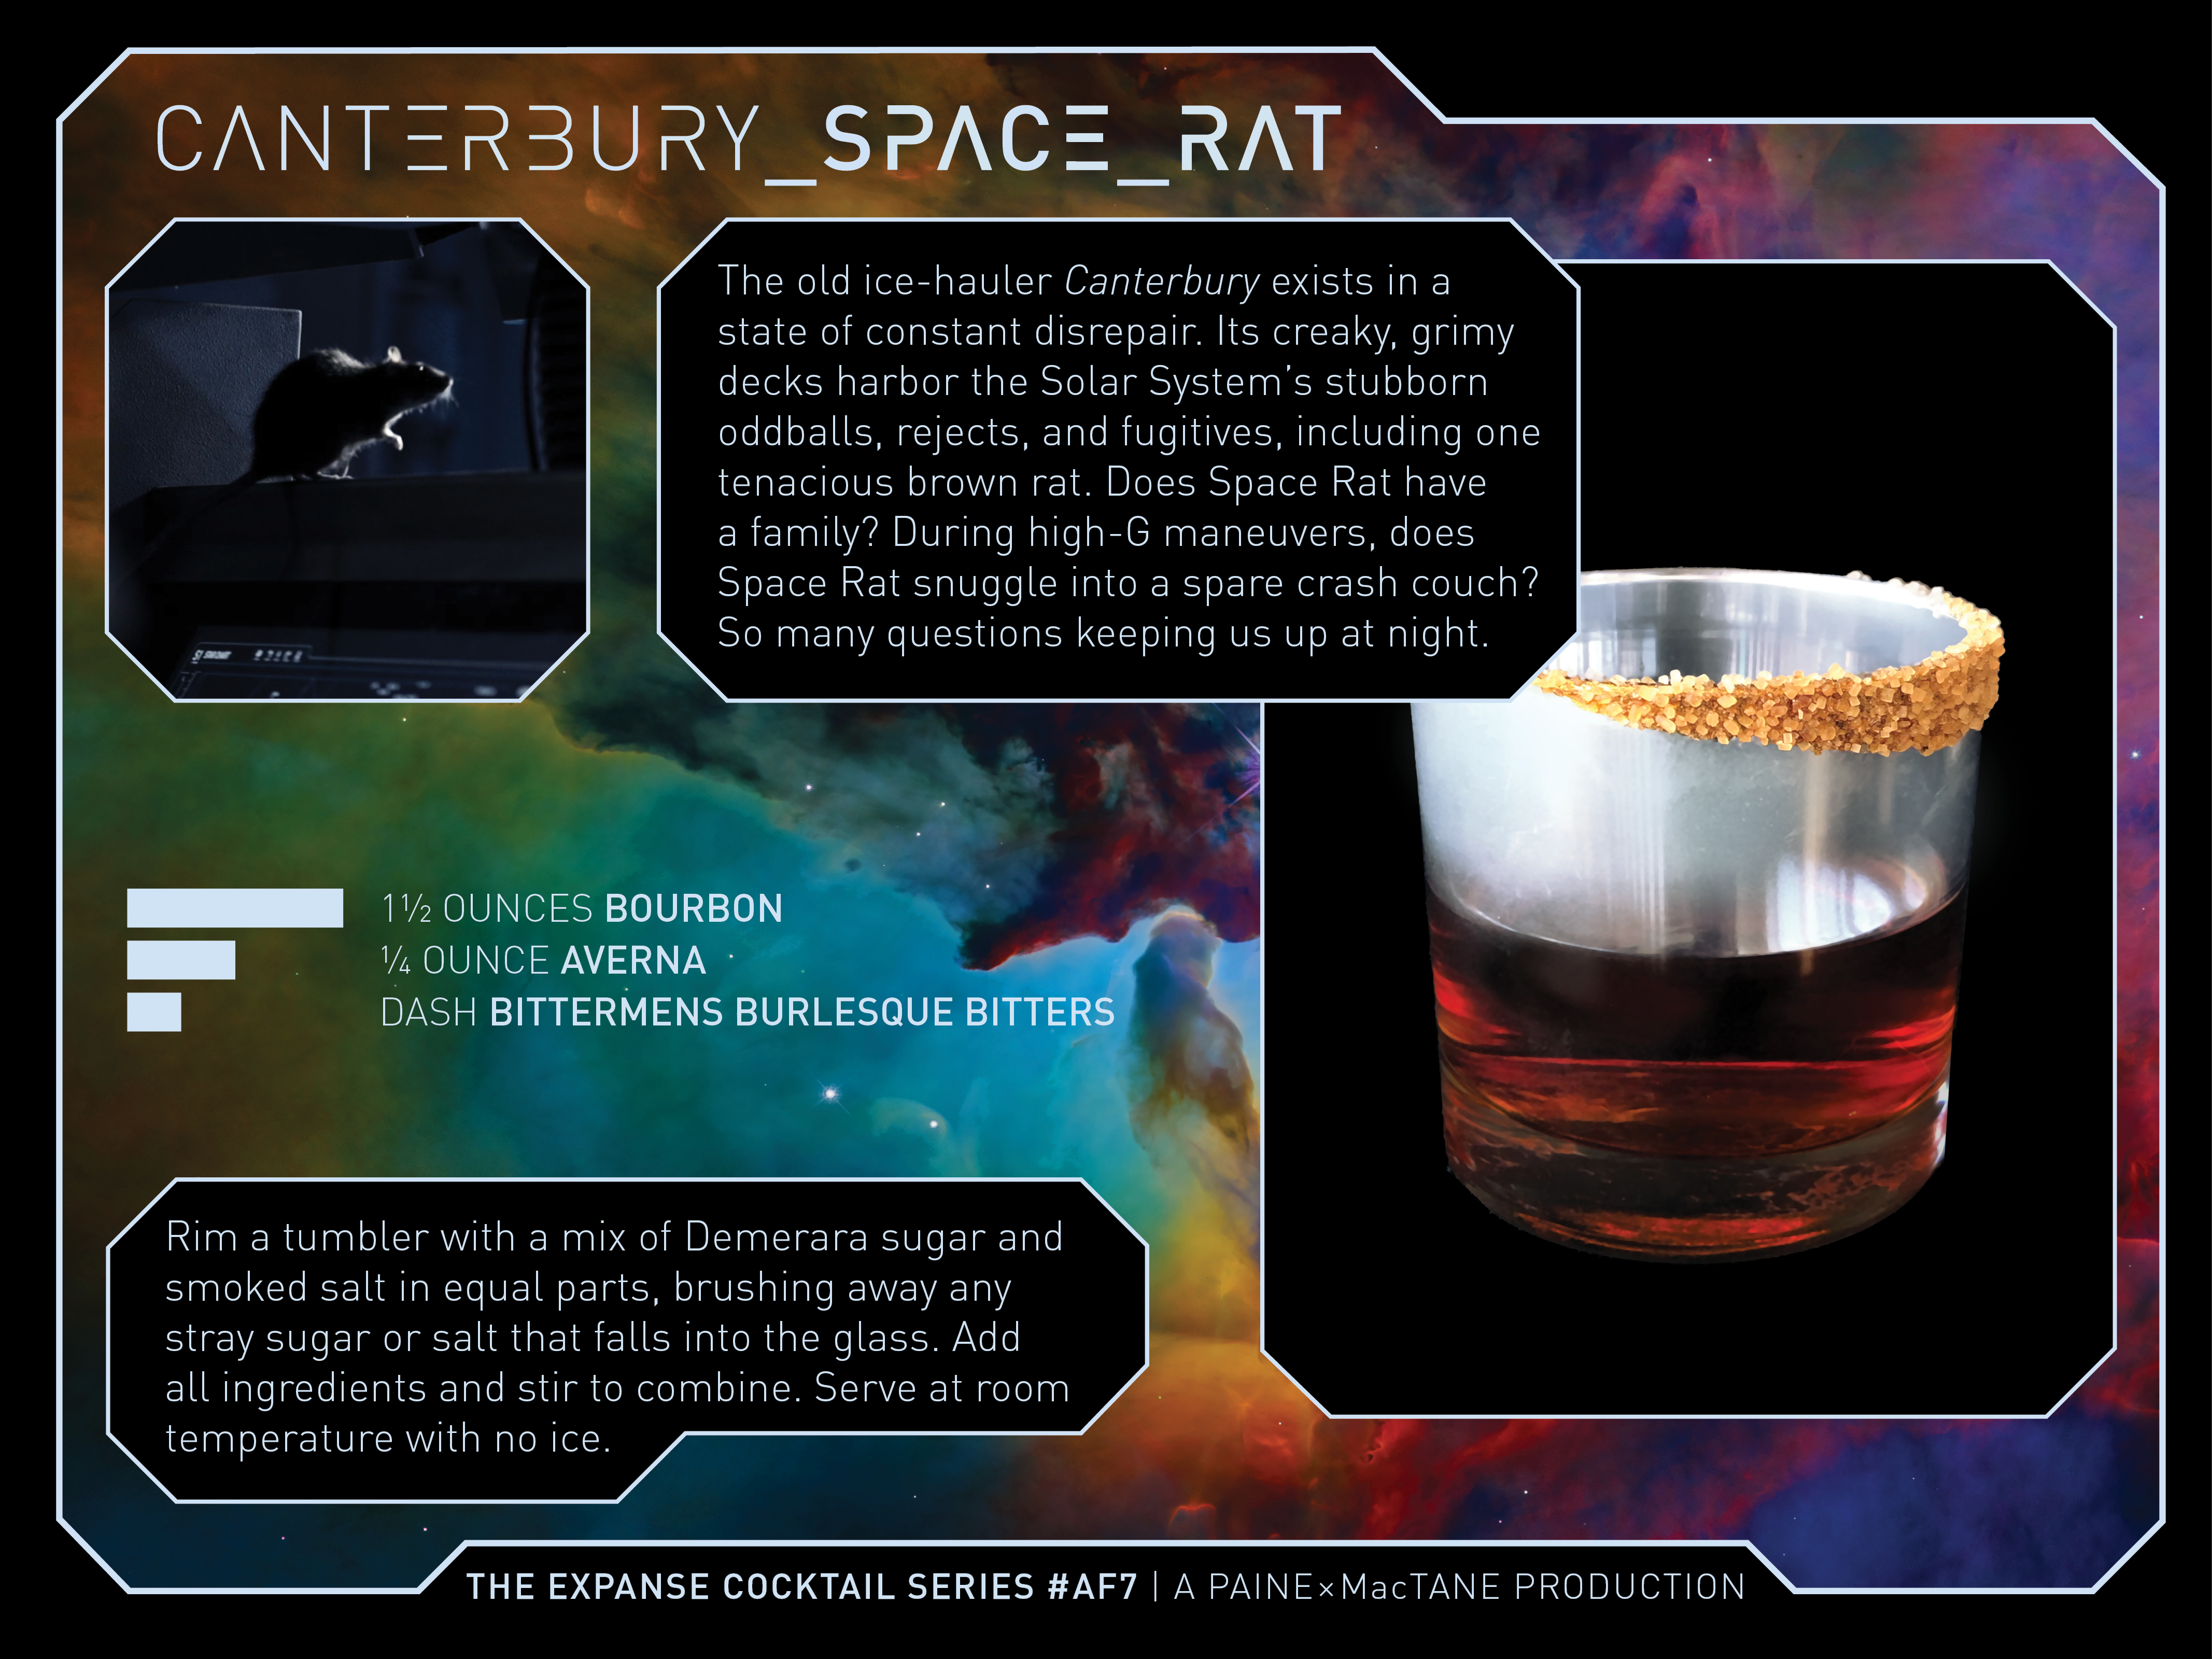 CANTERBURY_SPACE_RAT
The old ice-hauler Canterbury exists in a
state of constant disrepair. Its creaky, grimy
decks harbor the Solar System’s stubborn
oddballs, rejects, and fugitives, including one
tenacious brown rat. Does Space Rat have
a family? During high-G maneuvers, does
Space Rat snuggle into a spare crash couch?
So many questions keeping us up at night.
1½ OUNCES BOURBON
¼ OUNCE AVERNA
DASH BITTERMENS BURLESQUE BITTERS
Rim a tumbler with a mix of Demerara sugar and
smoked salt in equal parts, brushing away any
stray sugar or salt that falls into the glass. Add
all ingredients and stir to combine. Serve at room
temperature with no ice.
THE EXPANSE COCKTAIL SERIES #AF7 | A PAINE×MacTANE PRODUCTION